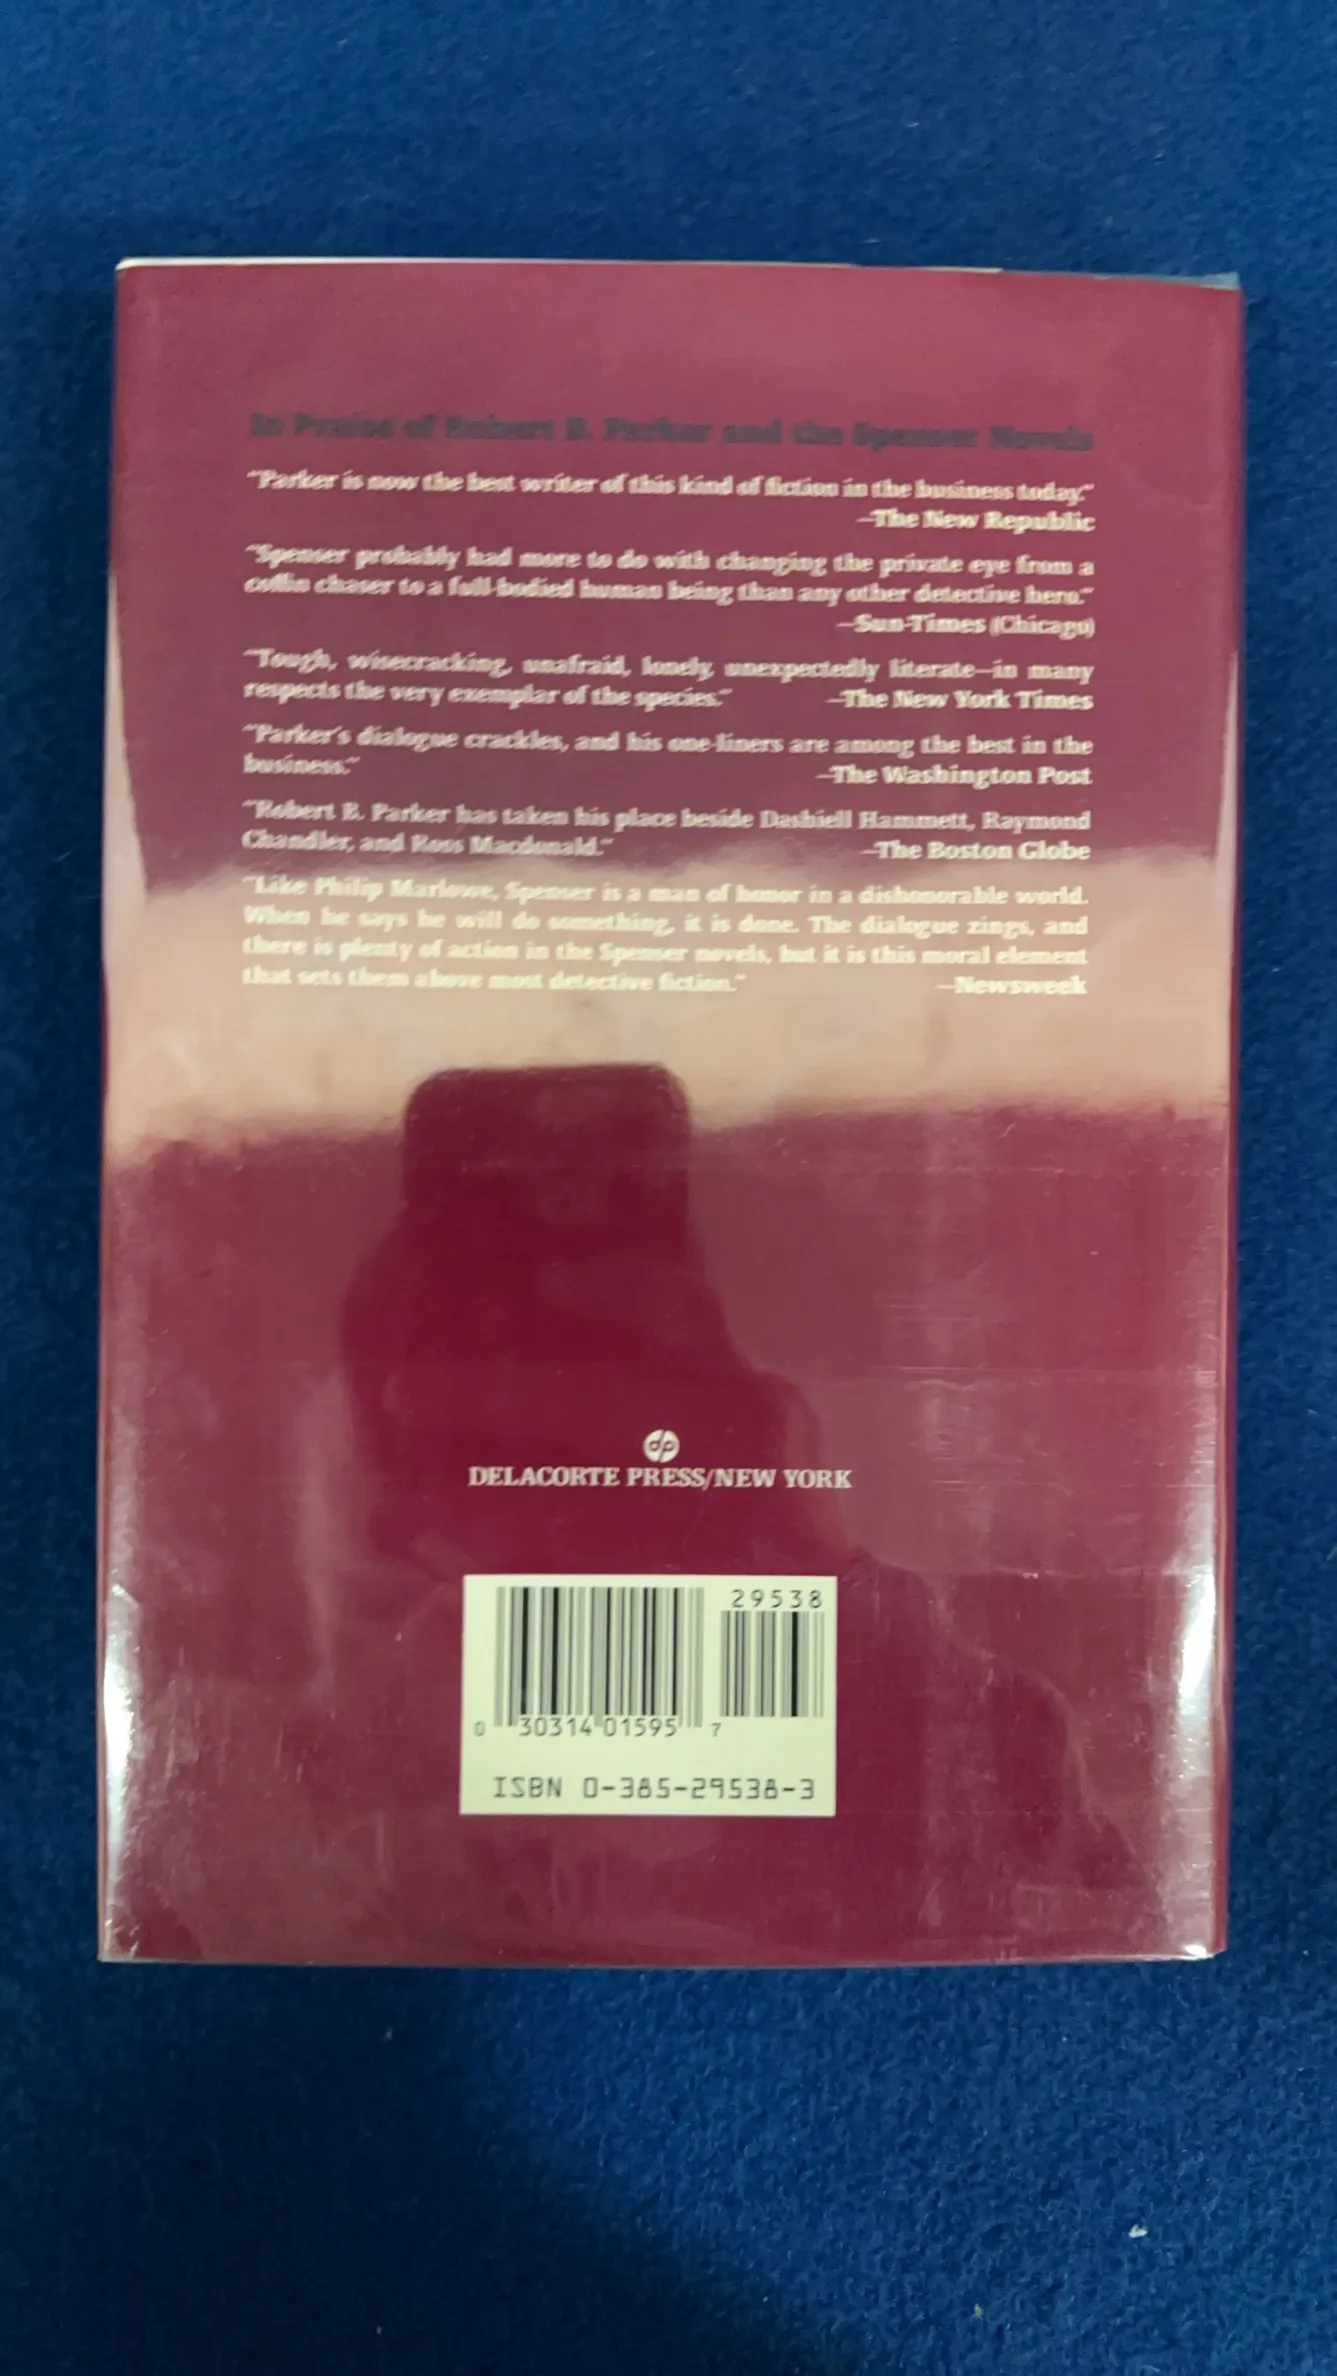 In Praise of Robert B. Parker and the Spenser Novels
"Parker is now the best writer of this kind of fiction in the business today."
—The New Republic
"Spenser probably had more to do with changing the private eye from a
coffin chaser to a full-bodied human being than any other detective hero."
—Sun-Times (Chicago)
"Tough, wisecracking, unafraid, lonely, unexpectedly literate—in many
respects the very exemplar of the species." —The New York Times
"Parker's dialogue crackles, and his one-liners are among the best in the
business." —The Washington Post
"Robert B. Parker has taken his place beside Dashiell Hammett, Raymond
Chandler, and Ross Macdonald." —The Boston Globe
"Like Philip Marlowe, Spenser is a man of honor in a dishonorable world.
When he says he will do something, it is done. The dialogue zings, and
there is plenty of action in the Spenser novels, but it is this moral element
that sets them above most detective fiction." —Newsweek
dp
DELACORTE PRESS/NEW YORK
29538
0 30314 01595 7
ISBN 0-385-29538-3